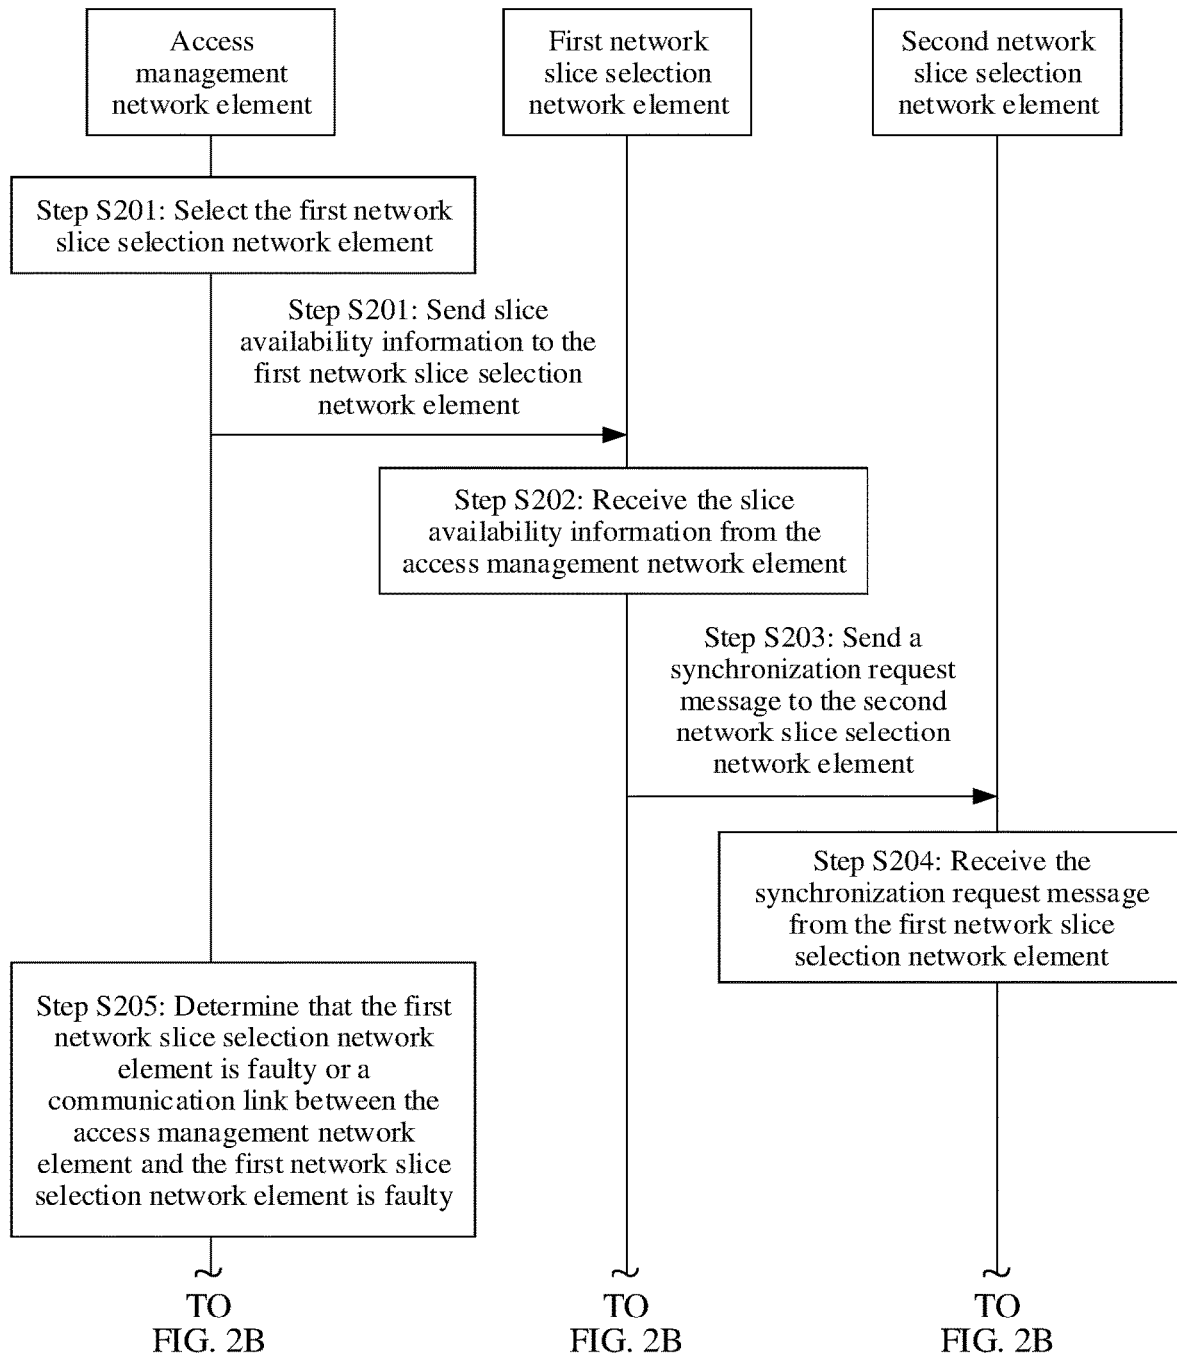 Access
management
network element
First network
slice selection
network element
Second network
slice selection
network element
Step S201: Select the first network
slice selection network element
Step S201: Send slice
availability information to the
first network slice selection
network element
Step S202: Receive the slice
availability information from the
access management network element
Step S203: Send a
synchronization request
message to the second
network slice selection
network element
Step S204: Receive the
synchronization request message
from the first network slice
selection network element
Step S205: Determine that the first
network slice selection network
element is faulty or a
communication link between the
access management network
element and the first network slice
selection network element is faulty
TO
FIG. 2B
TO
FIG. 2B
TO
FIG. 2B